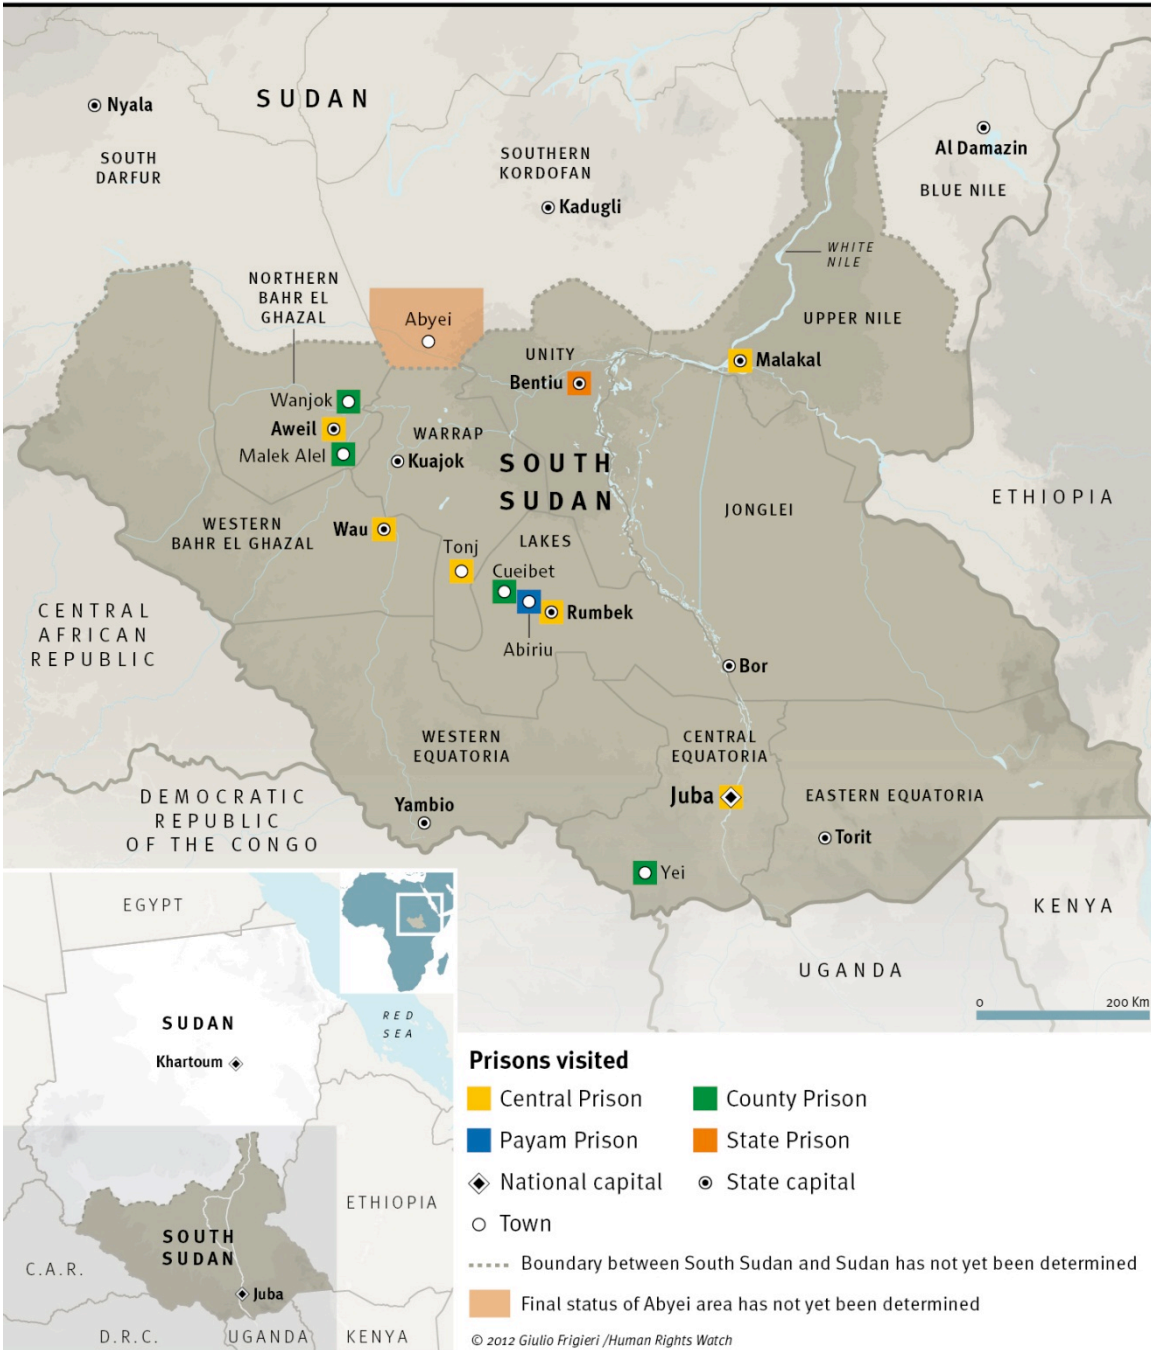 SUDAN
Nyala
SOUTH
DARFUR
SOUTHERN
KORDOFAN
Kadugli
Al Damazin
BLUE NILE
WHITE
NILE
NORTHERN
BAHR EL
GHAZAL
Abyei
UPPER NILE
UNITY
Bentiu
Malakal
Wanjok
Aweil
Malek Alel
WARRAP
Kuajok
SOUTH
SUDAN
ETHIOPIA
JONGLEI
WESTERN
BAHR EL GHAZAL
Wau
Tonj
LAKES
Cueibet
Rumbek
Abiriu
CENTRAL
AFRICAN
REPUBLIC
Bor
WESTERN
EQUATORIA
CENTRAL
EQUATORIA
Juba
EASTERN EQUATORIA
DEMOCRATIC
REPUBLIC
OF THE CONGO
Yambio
Torit
Yei
KENYA
UGANDA
0 200 Km
EGYPT
RED
SEA
SUDAN
Khartoum
ETHIOPIA
SOUTH
SUDAN
C.A.R.
Juba
D.R.C.
UGANDA
KENYA
Prisons visited
Central Prison
County Prison
Payam Prison
State Prison
National capital
State capital
Town
Boundary between South Sudan and Sudan has not yet been determined
Final status of Abyei area has not yet been determined
© 2012 Giulio Frigieri /Human Rights Watch